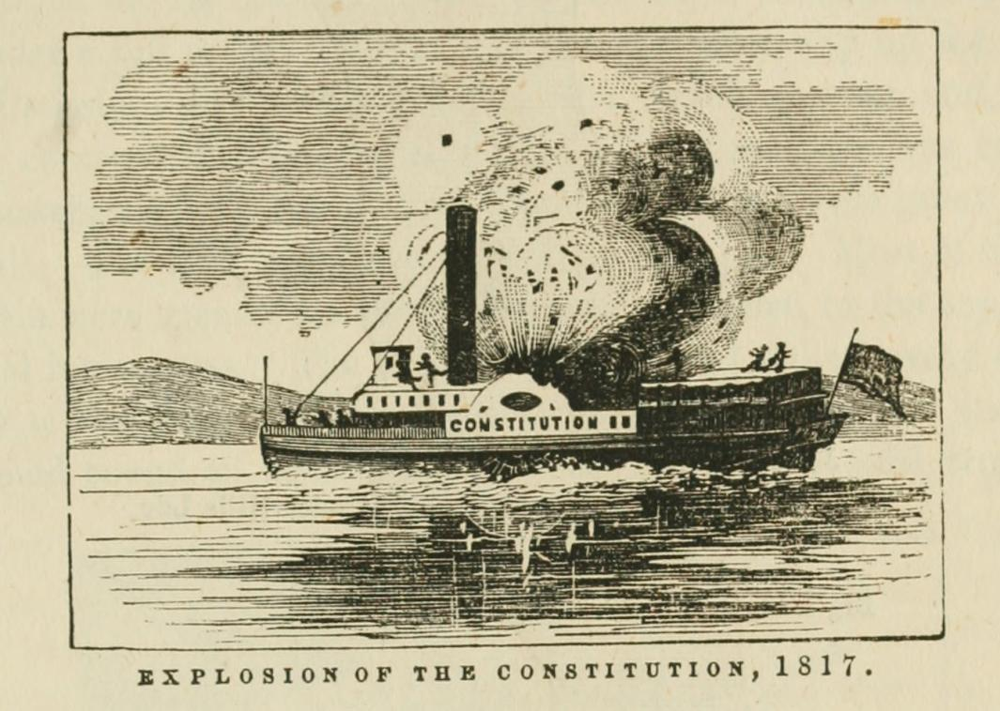 CONSTITUTION
EXPLOSION OF THE CONSTITUTION, 1817.